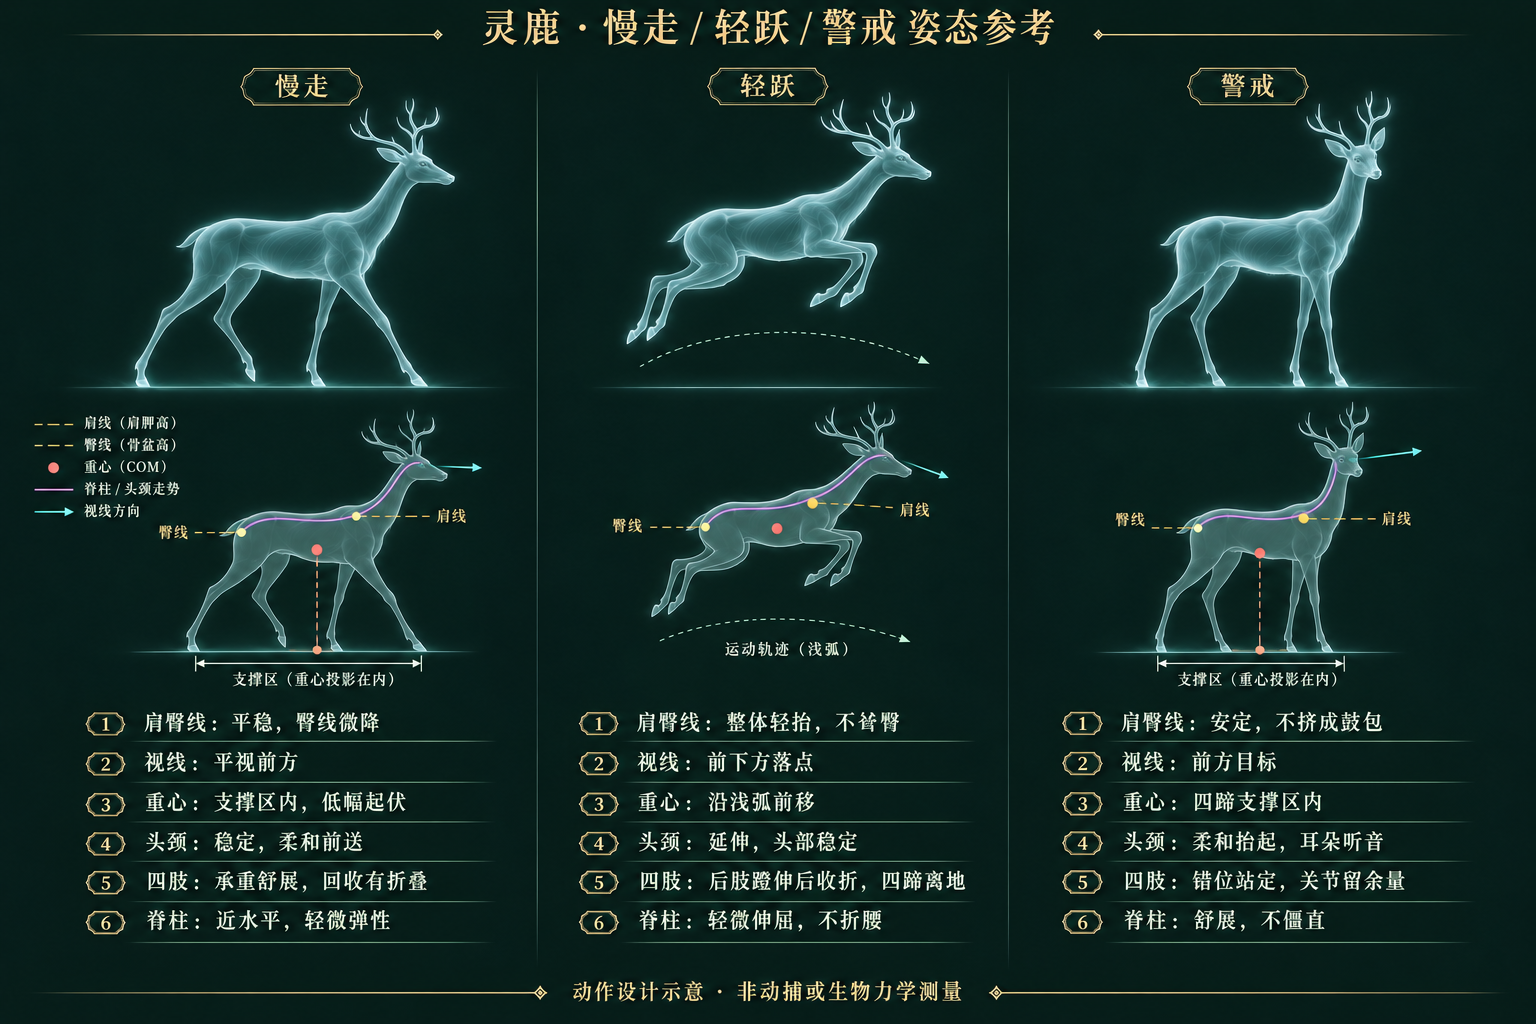 灵鹿·慢走/轻跃/警戒 姿态参考
慢走
轻跃
警戒
肩线（肩胛高）
臀线（骨盆高）
重心（COM）
脊柱/头颈走势
视线方向
臀线
肩线
支撑区（重心投影在内）
臀线
肩线
运动轨迹（浅弧）
臀线
肩线
支撑区（重心投影在内）
1 肩臀线：平稳，臀线微降
2 视线：平视前方
3 重心：支撑区内，低幅起伏
4 头颈：稳定，柔和前送
5 四肢：承重舒展，回收有折叠
6 脊柱：近水平，轻微弹性
1 肩臀线：整体轻抬，不耸臀
2 视线：前下方落点
3 重心：沿浅弧前移
4 头颈：延伸，头部稳定
5 四肢：后肢蹬伸后收折，四蹄离地
6 脊柱：轻微伸屈，不折腰
1 肩臀线：安定，不挤成鼓包
2 视线：前方目标
3 重心：四蹄支撑区内
4 头颈：柔和抬起，耳朵听音
5 四肢：错位站定，关节留余量
6 脊柱：舒展，不僵直
动作设计示意 · 非动捕或生物力学测量